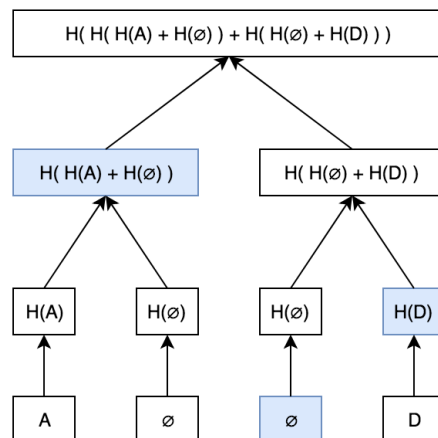 H( H( H(A) + H(∅) ) + H( H(∅) + H(D) ) )
H( H(A) + H(∅) )
H( H(∅) + H(D) )
H(A)
H(∅)
H(∅)
H(D)
A
∅
∅
D